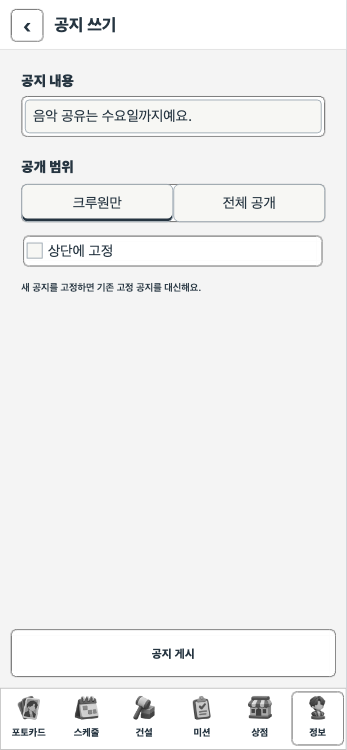 ‹ 공지 쓰기
공지 내용
음악 공유는 수요일까지예요.
공개 범위
크루원만 전체 공개
상단에 고정
새 공지를 고정하면 기존 고정 공지를 대신해요.
공지 게시
포토카드 스케줄 건설 미션 상점 정보